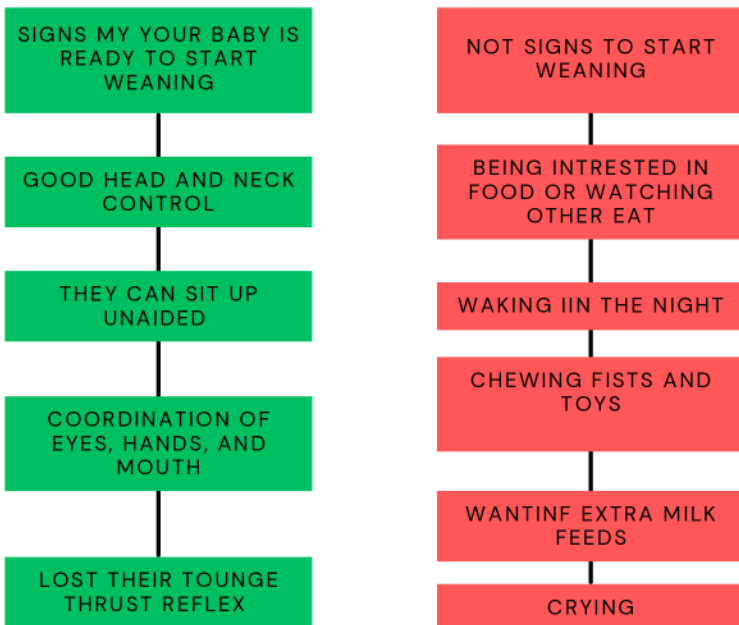 SIGNS MY YOUR BABY IS
READY TO START
WEANING
GOOD HEAD AND NECK
CONTROL
THEY CAN SIT UP
UNAIDED
COORDINATION OF
EYES, HANDS, AND
MOUTH
LOST THEIR TOUNGE
THRUST REFLEX
NOT SIGNS TO START
WEANING
BEING INTRESTED IN
FOOD OR WATCHING
OTHER EAT
WAKING IIN THE NIGHT
CHEWING FISTS AND
TOYS
WANTINF EXTRA MILK
FEEDS
CRYING